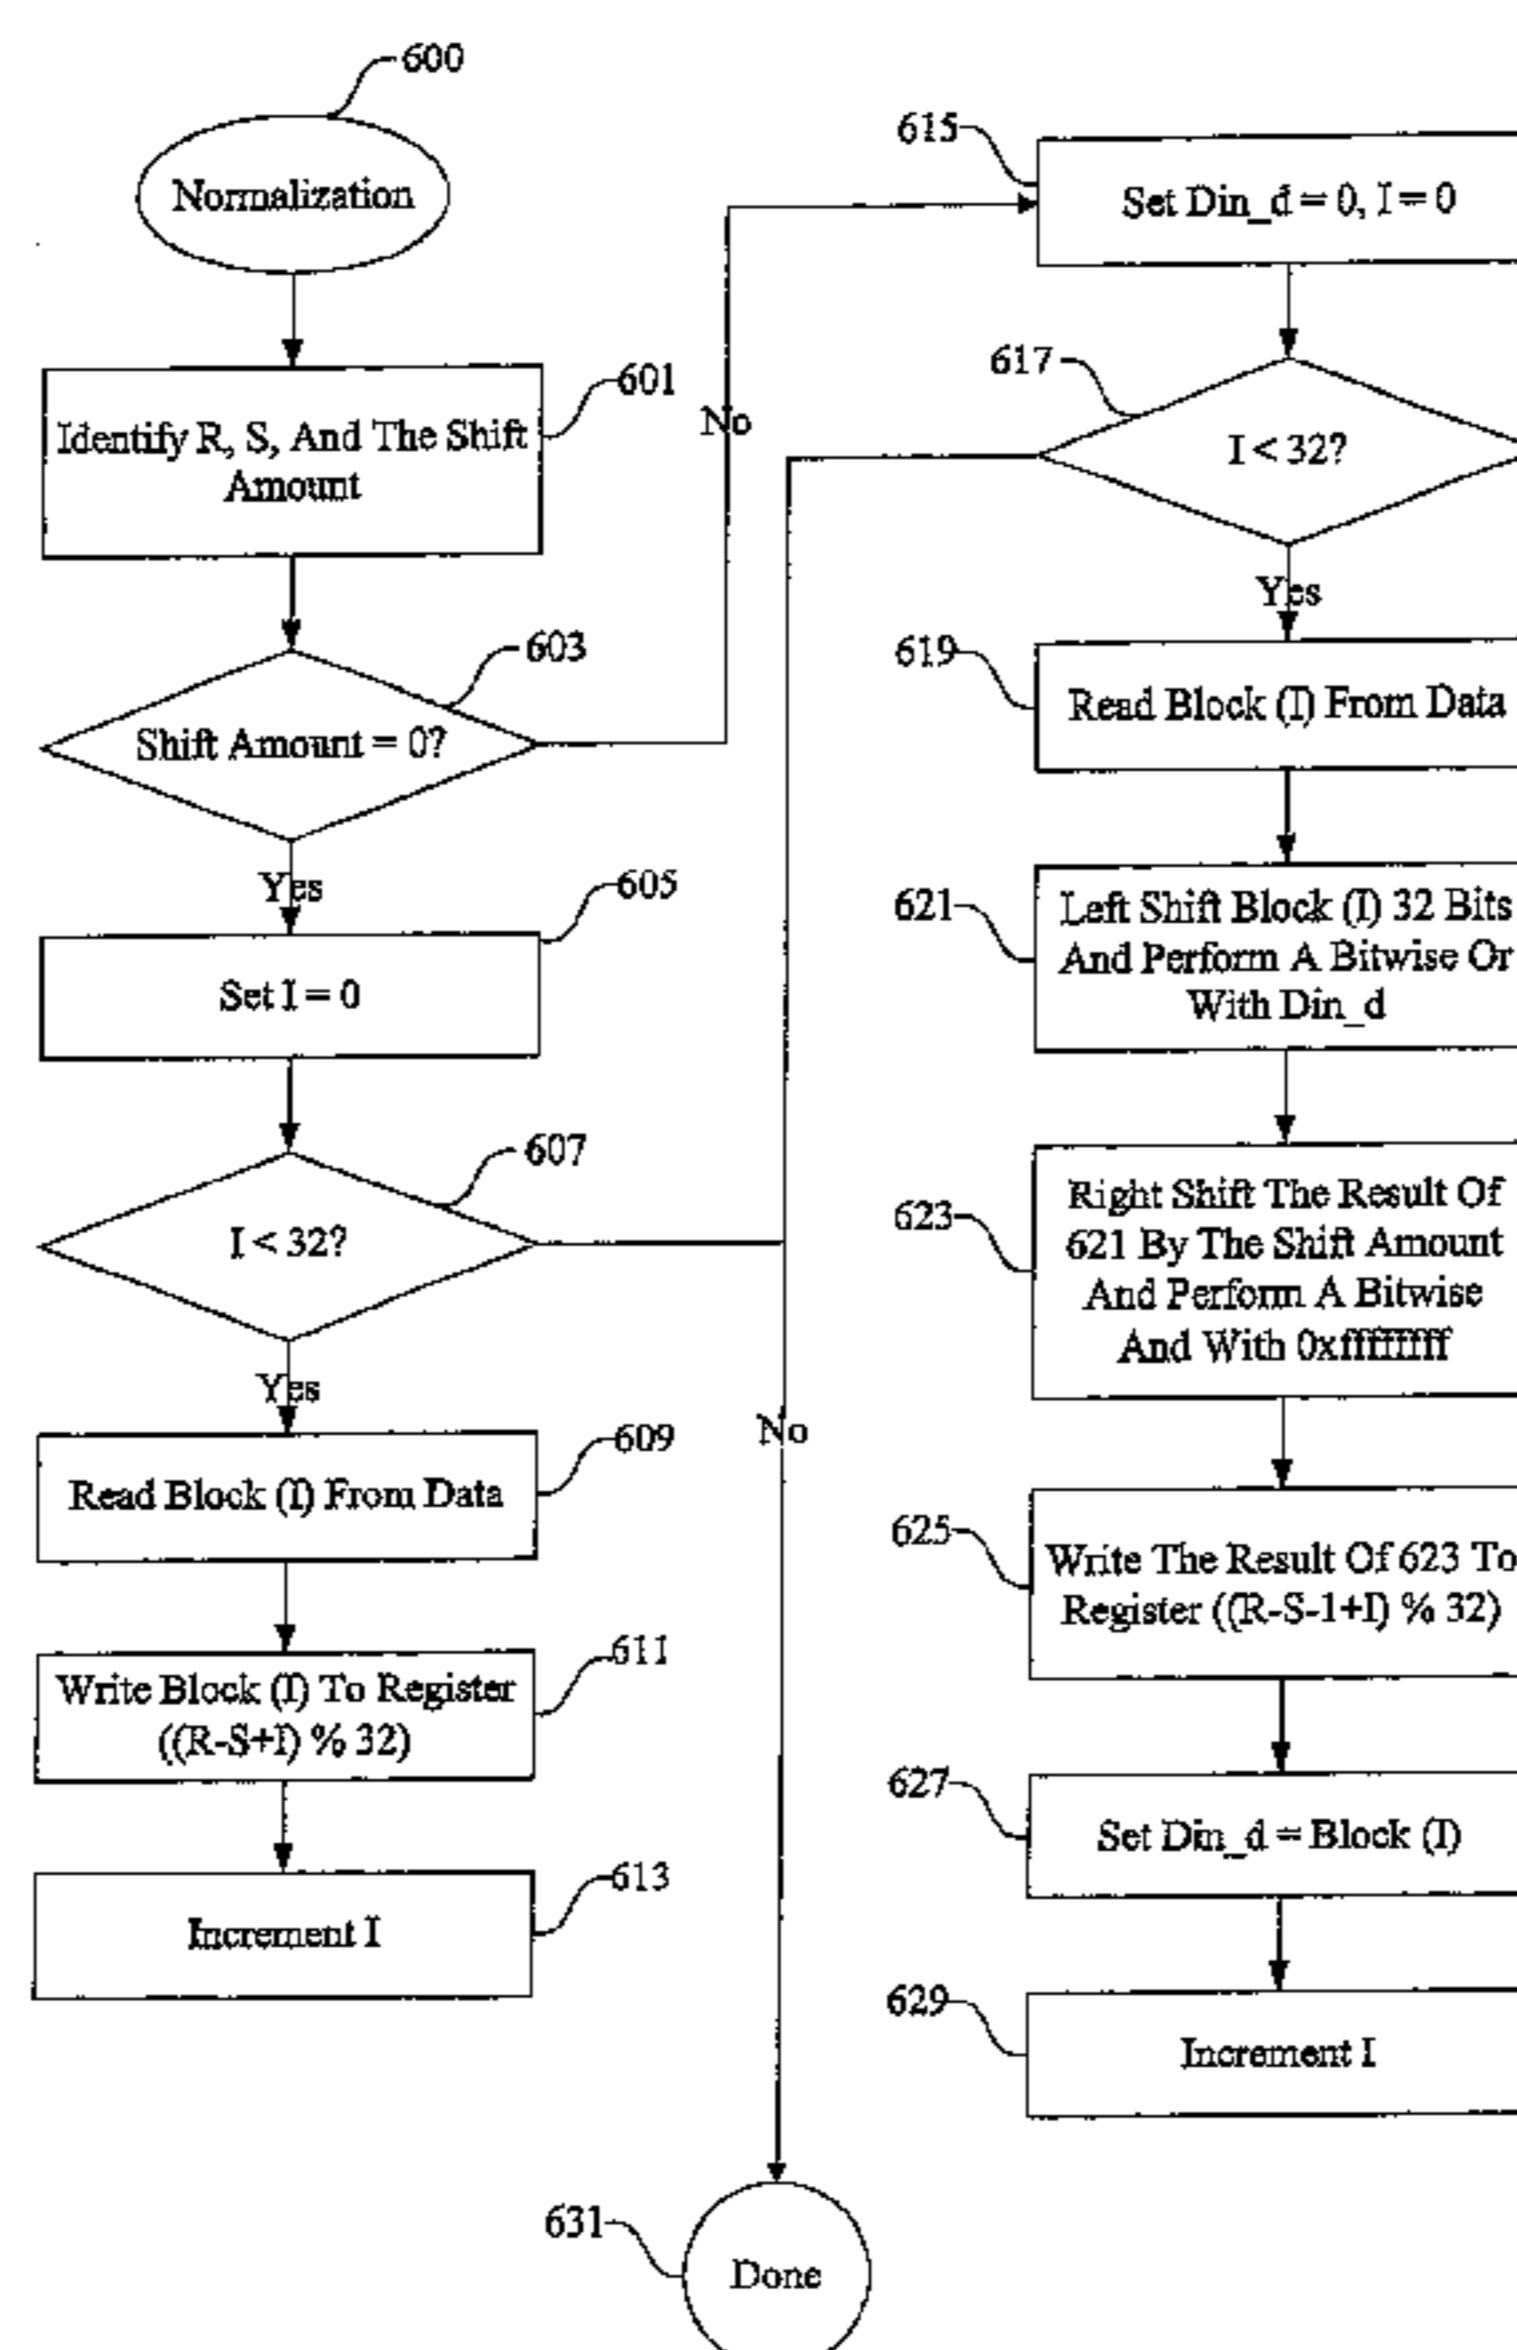 600
Normalization
601
Identify R, S, And The Shift
Amount
603
Shift Amount = 0?
No
Yes
605
Set I = 0
607
I < 32?
Yes
No
609
Read Block (I) From Data
611
Write Block (I) To Register
((R-S+I) % 32)
613
Increment I
615
Set Din_d = 0, I = 0
617
I < 32?
Yes
619
Read Block (I) From Data
621
Left Shift Block (I) 32 Bits
And Perform A Bitwise Or
With Din_d
623
Right Shift The Result Of
621 By The Shift Amount
And Perform A Bitwise
And With 0xffffffff
625
Write The Result Of 623 To
Register ((R-S-1+I) % 32)
627
Set Din_d = Block (I)
629
Increment I
631
Done